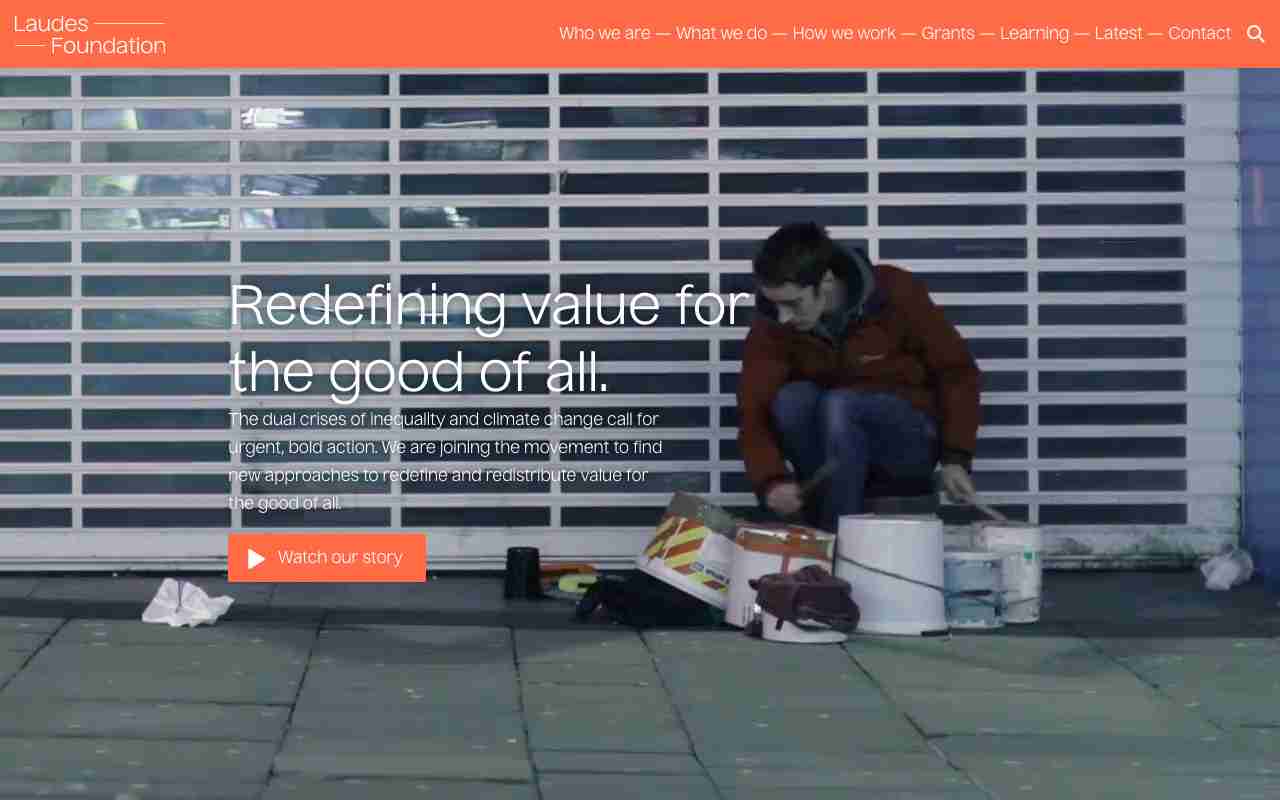 Laudes
Foundation
Who we are — What we do — How we work — Grants — Learning — Latest — Contact
Redefining value for
the good of all.
The dual crises of inequality and climate change call for
urgent, bold action. We are joining the movement to find
new approaches to redefine and redistribute value for
the good of all.
Watch our story